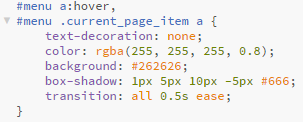 #menu a:hover,
#menu .current_page_item a {
text-decoration: none;
color: rgba(255, 255, 255, 0.8);
background: #262626;
box-shadow: 1px 5px 10px -5px #666;
transition: all 0.5s ease;
}